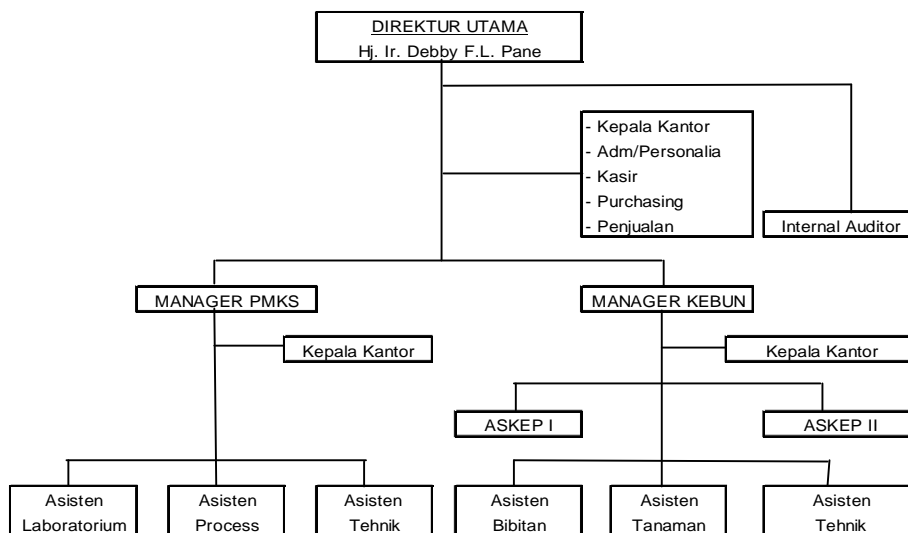 DIREKTUR UTAMA
Hj. Ir. Debby F.L. Pane
- Kepala Kantor
- Adm/Personalia
- Kasir
- Purchasing
- Penjualan
Internal Auditor
MANAGER PMKS
MANAGER KEBUN
Kepala Kantor
Kepala Kantor
ASKEP I
ASKEP II
Asisten
Laboratorium
Asisten
Process
Asisten
Tehnik
Asisten
Bibitan
Asisten
Tanaman
Asisten
Tehnik